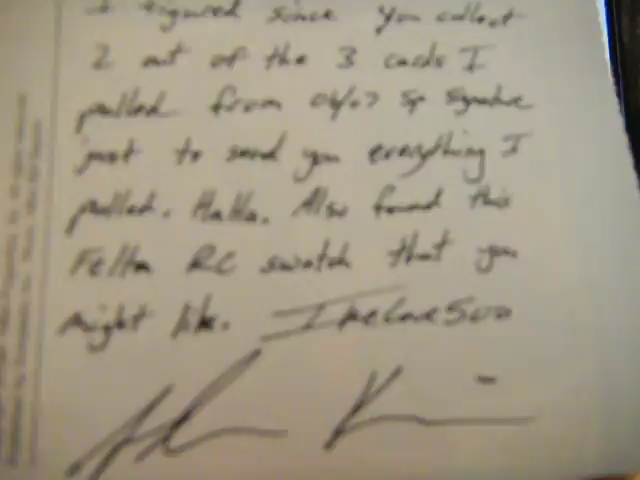 I figured since you collect
2 out of the 3 cards I
pulled from 06/07 sp signature
just to send you everything I
pulled. Haha. Also found this
Felton RC swatch that you
might like.